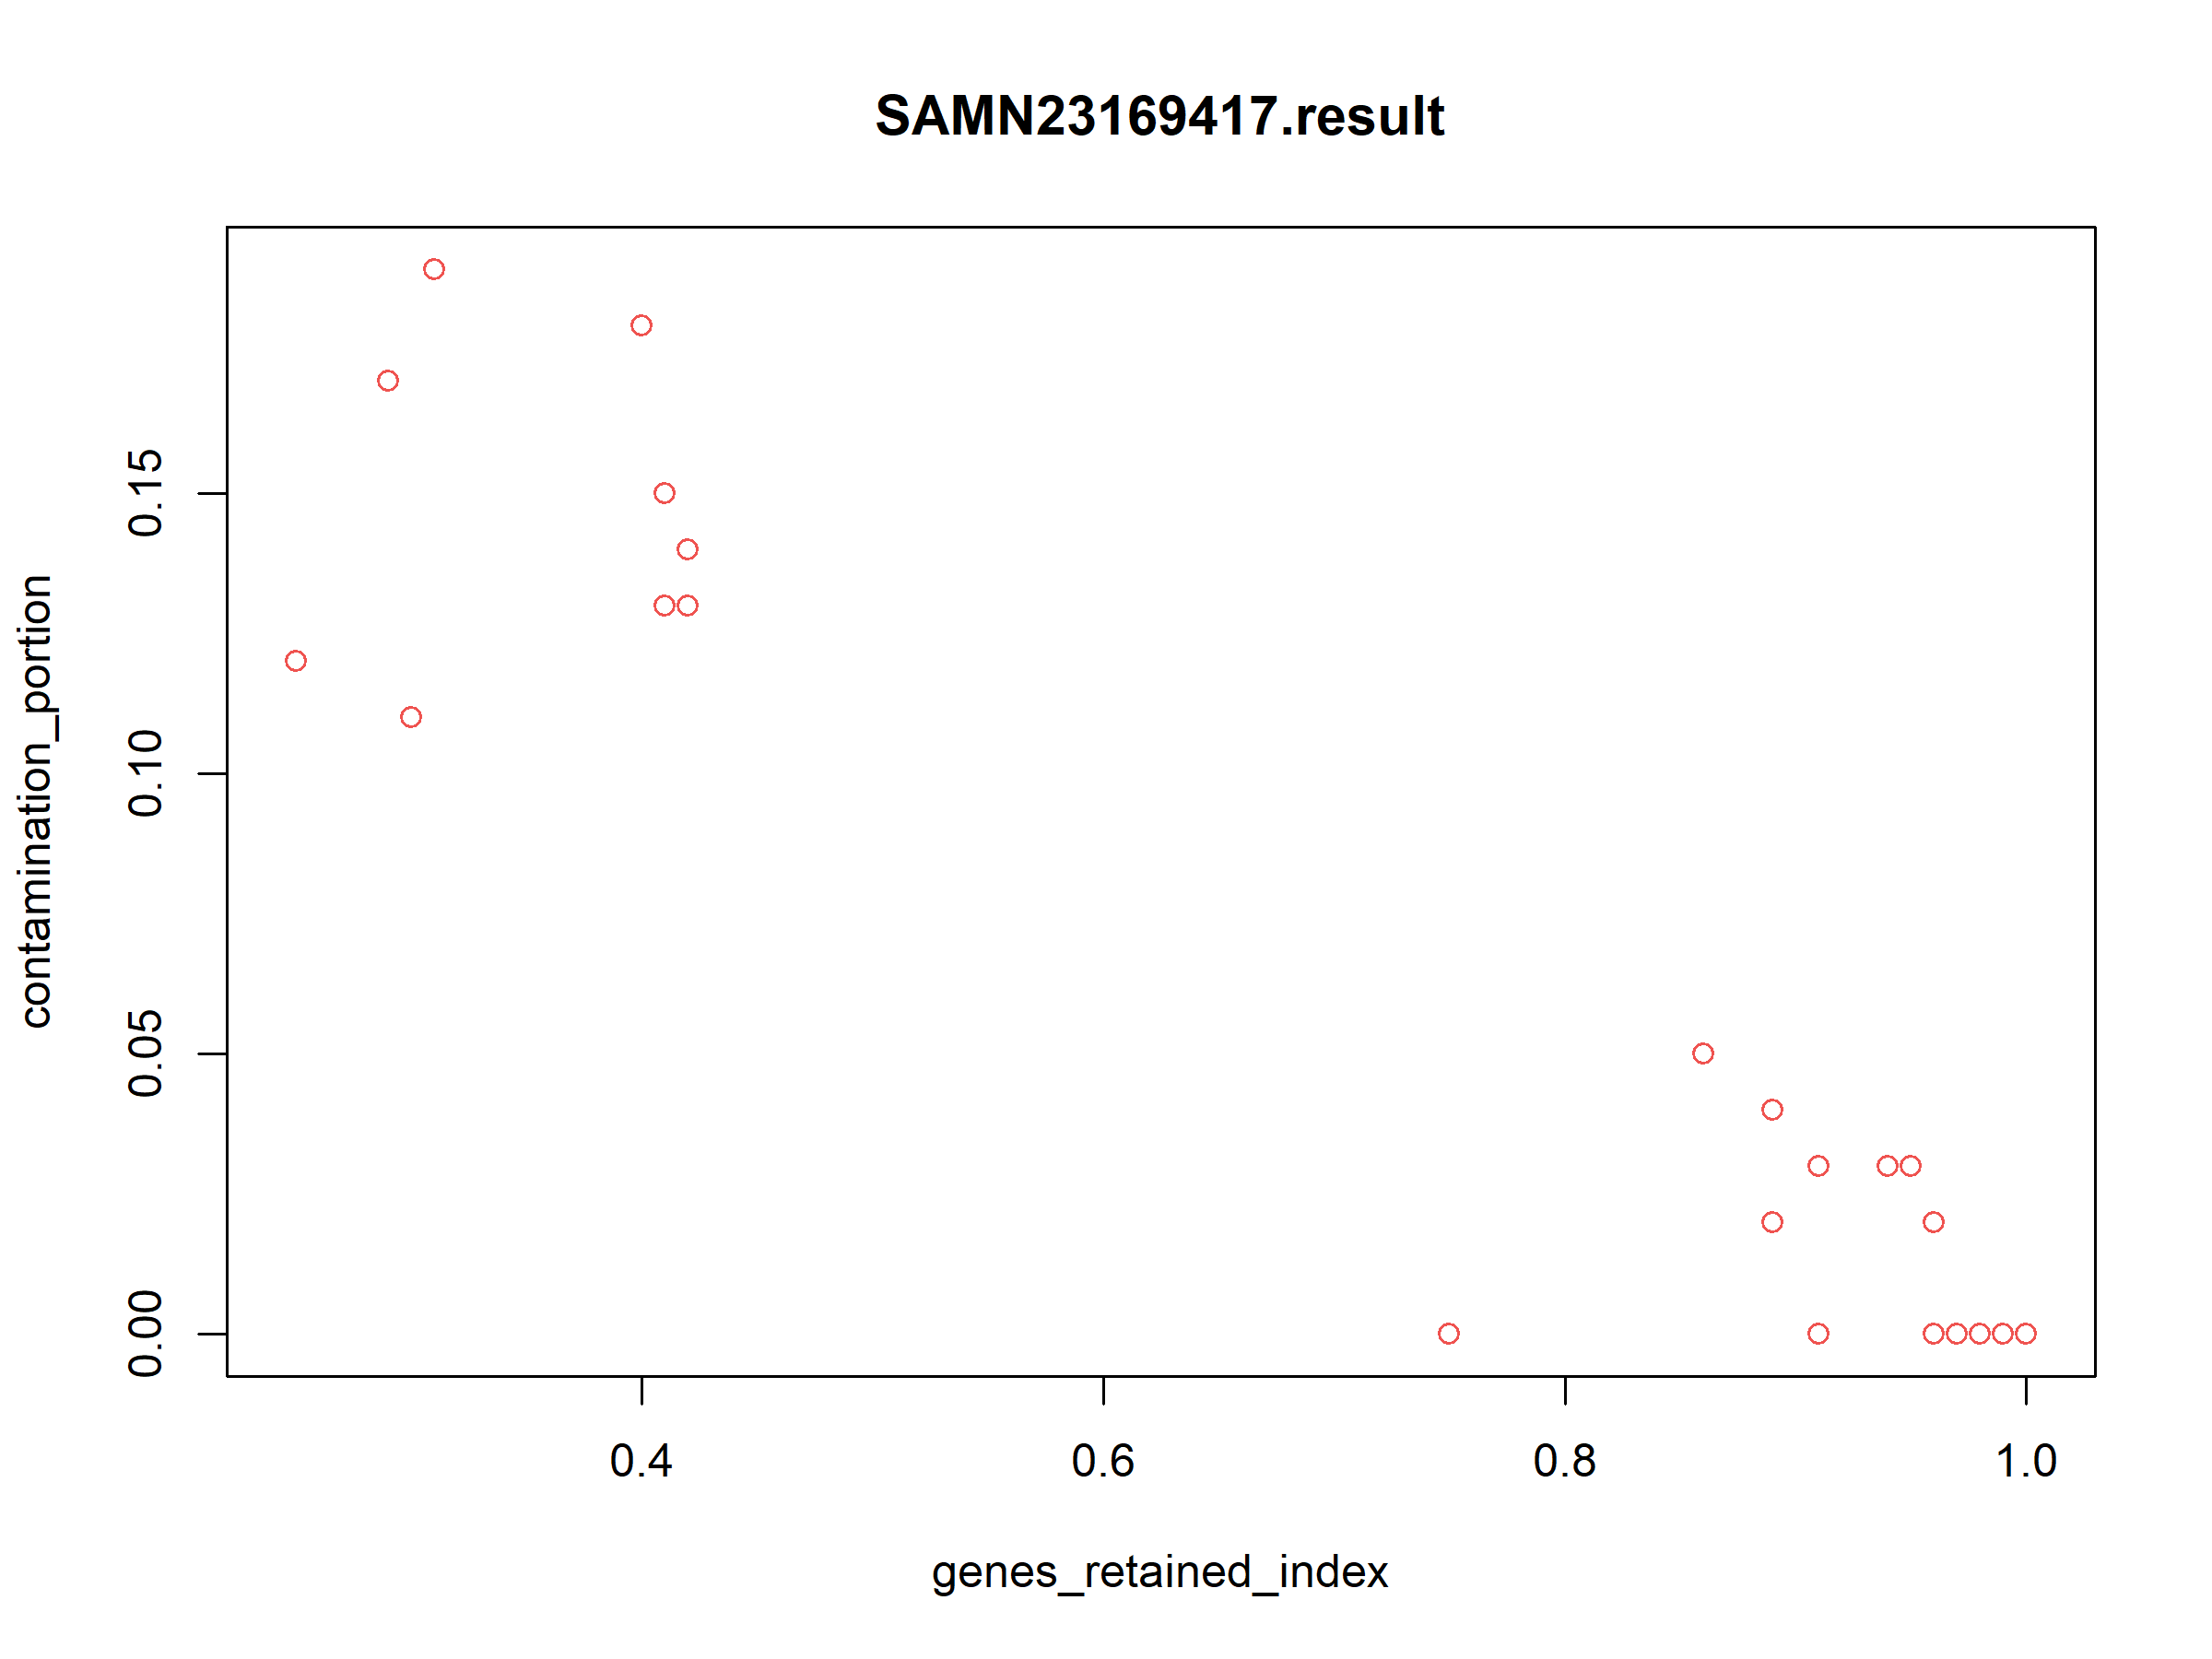 SAMN23169417.result
contamination_portion
0.15
0.10
0.05
0.00
0.4 0.6 0.8 1.0
genes_retained_index